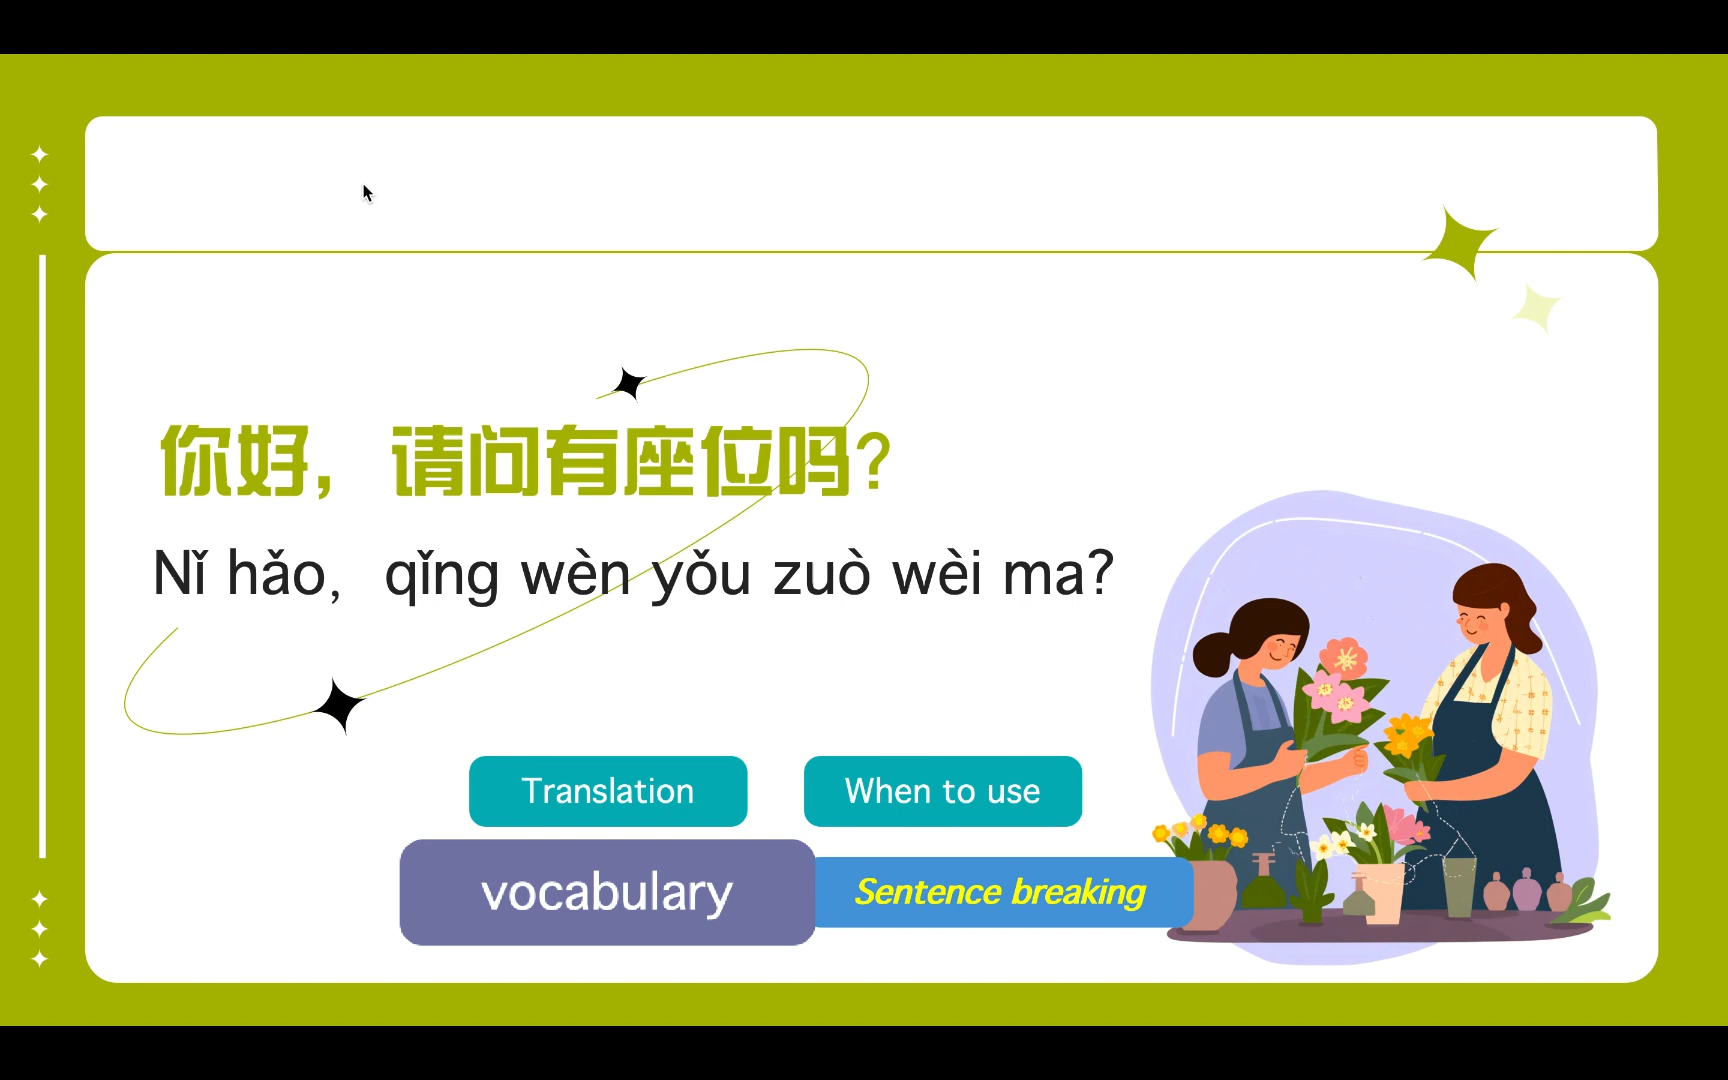 你好，请问有座位吗？
Nǐ hǎo,  qǐng wèn yǒu zuò wèi ma?
Translation
When to use
vocabulary
Sentence breaking